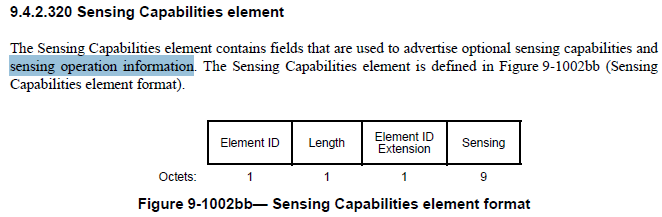 9.4.2.320 Sensing Capabilities element
The Sensing Capabilities element contains fields that are used to advertise optional sensing capabilities and
sensing operation information. The Sensing Capabilities element is defined in Figure 9-1002bb (Sensing
Capabilities element format).
Element ID Length Element ID Extension Sensing
Octets: 1 1 1 9
Figure 9-1002bb— Sensing Capabilities element format